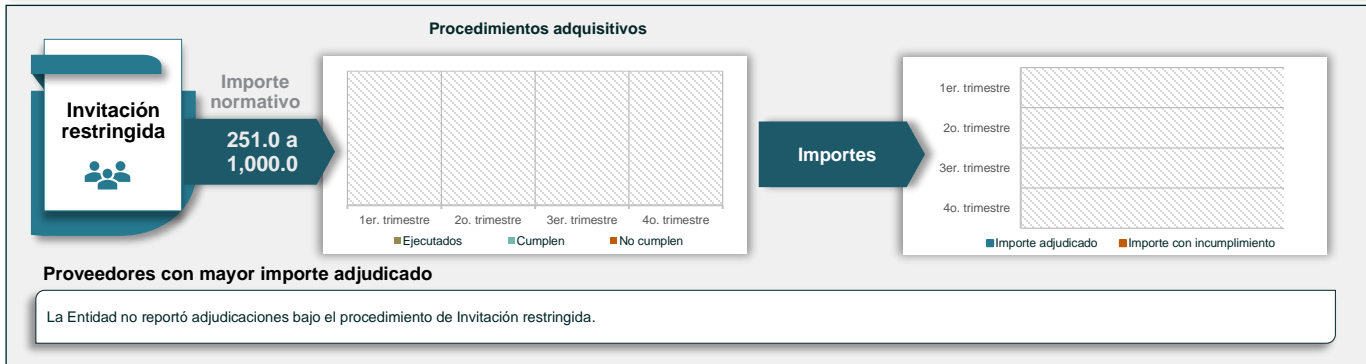 Procedimientos adquisitivos
Invitación
restringida
Importe
normativo
251.0 a
1,000.0
1er. trimestre
2o. trimestre
3er. trimestre
4o. trimestre
Ejecutados
Cumplen
No cumplen
Importes
1er. trimestre
2o. trimestre
3er. trimestre
4o. trimestre
Importe adjudicado
Importe con incumplimiento
Proveedores con mayor importe adjudicado
La Entidad no reportó adjudicaciones bajo el procedimiento de Invitación restringida.